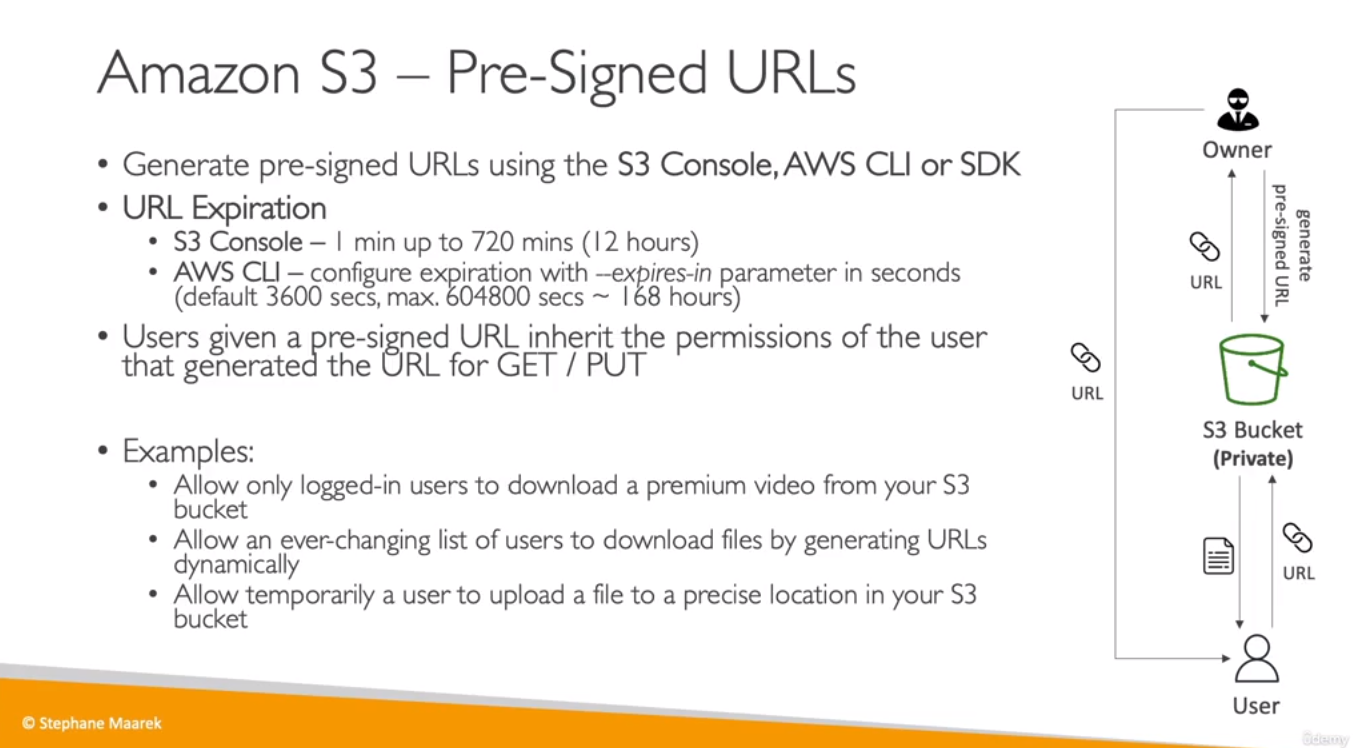 Amazon S3 – Pre-Signed URLs
• Generate pre-signed URLs using the S3 Console, AWS CLI or SDK
• URL Expiration
• S3 Console – 1 min up to 720 mins (12 hours)
• AWS CLI – configure expiration with --expires-in parameter in seconds
(default 3600 secs, max. 604800 secs ~ 168 hours)
• Users given a pre-signed URL inherit the permissions of the user
that generated the URL for GET / PUT
• Examples:
• Allow only logged-in users to download a premium video from your S3
bucket
• Allow an ever-changing list of users to download files by generating URLs
dynamically
• Allow temporarily a user to upload a file to a precise location in your S3
bucket
Owner
generate
pre-signed URL
URL
URL
S3 Bucket
(Private)
URL
User
© Stephane Maarek
Udemy